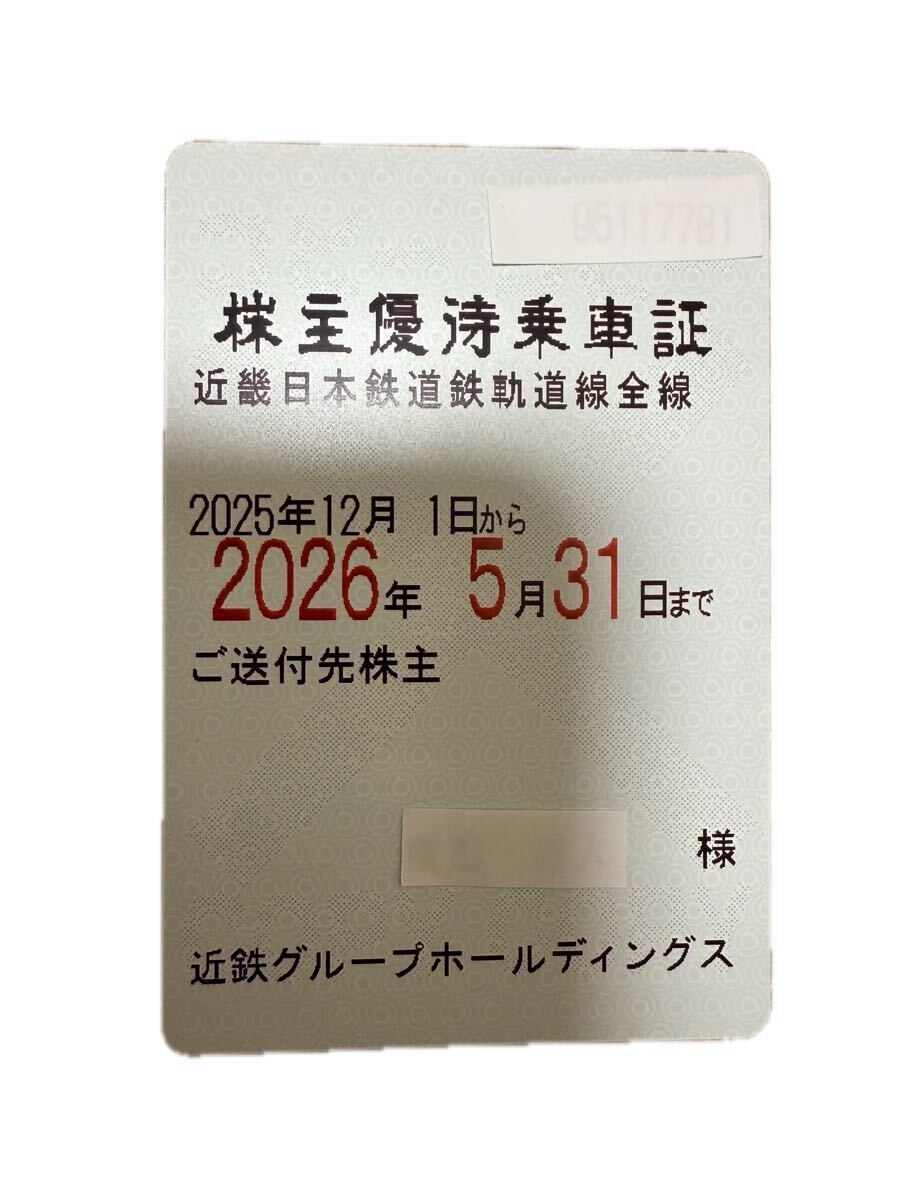 株主優待乗車証
近畿日本鉄道鉄軌道線全線
2025年12月 1日から
2026年 5月31日まで
ご送付先株主
様
近鉄グループホールディングス